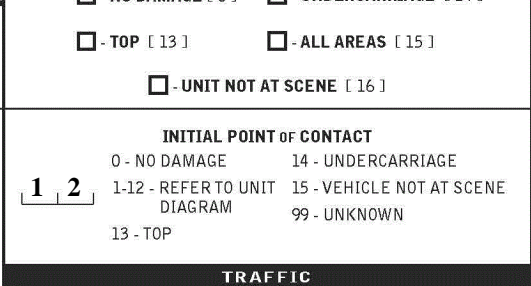 - TOP [ 13 ] - ALL AREAS [ 15 ]
- UNIT NOT AT SCENE [ 16 ]
INITIAL POINT OF CONTACT
0 - NO DAMAGE 14 - UNDERCARRIAGE
1 2 1-12 - REFER TO UNIT 15 - VEHICLE NOT AT SCENE
DIAGRAM 99 - UNKNOWN
13 - TOP
TRAFFIC